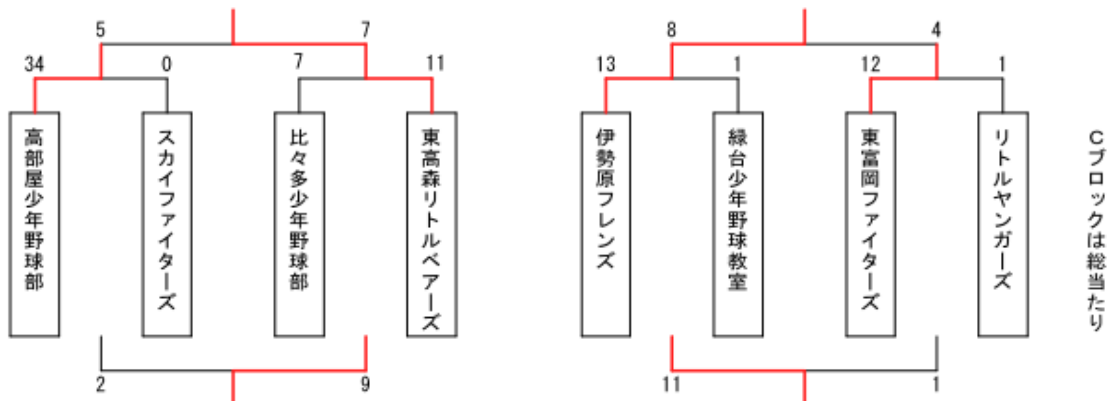 5 7 8 4
34 0 7 11 13 1 12 1
高部屋少年野球部
スカイファイターズ
比々多少年野球部
東高森リトルベアーズ
伊勢原フレンズ
緑台少年野球教室
東富岡ファイターズ
リトルヤンガーズ
Cブロックは総当たり
2 9 11 1